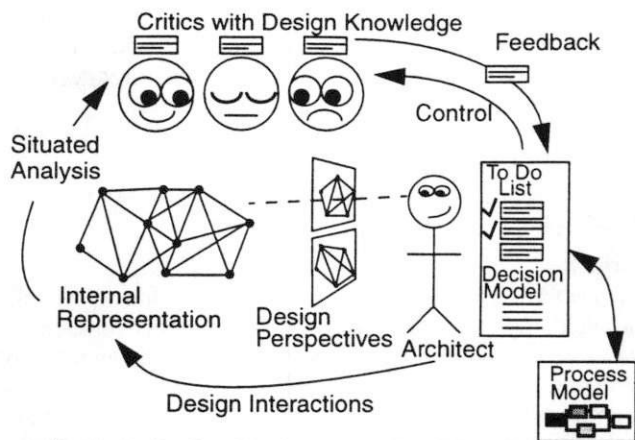 Critics with Design Knowledge
Feedback
Control
Situated
Analysis
To Do
List
Decision
Model
Internal
Representation
Design
Perspectives
Architect
Design Interactions
Process
Model